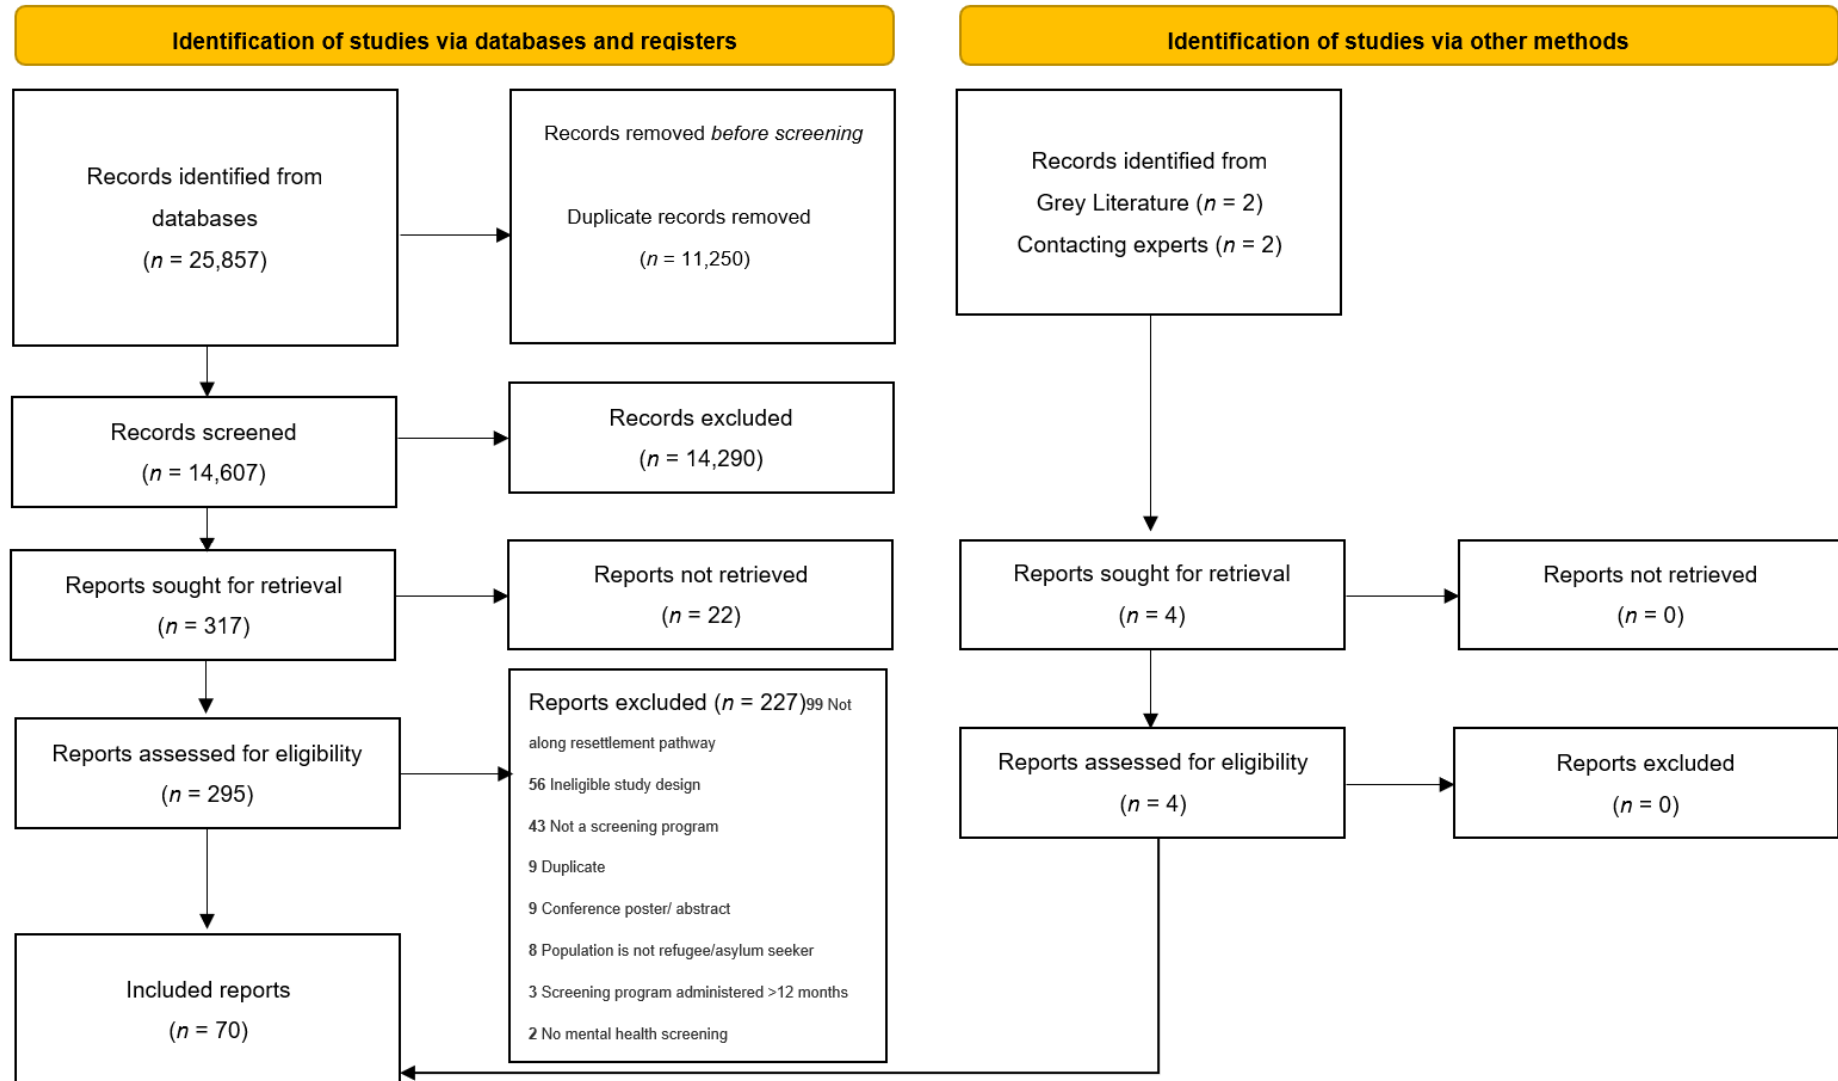 Identification of studies via databases and registers
Identification of studies via other methods
Records identified from
databases
(n = 25,857)
Records removed before screening
Duplicate records removed
(n = 11,250)
Records identified from
Grey Literature (n = 2)
Contacting experts (n = 2)
Records screened
(n = 14,607)
Records excluded
(n = 14,290)
Reports sought for retrieval
(n = 317)
Reports not retrieved
(n = 22)
Reports sought for retrieval
(n = 4)
Reports not retrieved
(n = 0)
Reports assessed for eligibility
(n = 295)
Reports excluded (n = 227)99 Not
along resettlement pathway
56 Ineligible study design
43 Not a screening program
9 Duplicate
9 Conference poster/ abstract
8 Population is not refugee/asylum seeker
3 Screening program administered >12 months
2 No mental health screening
Reports assessed for eligibility
(n = 4)
Reports excluded
(n = 0)
Included reports
(n = 70)